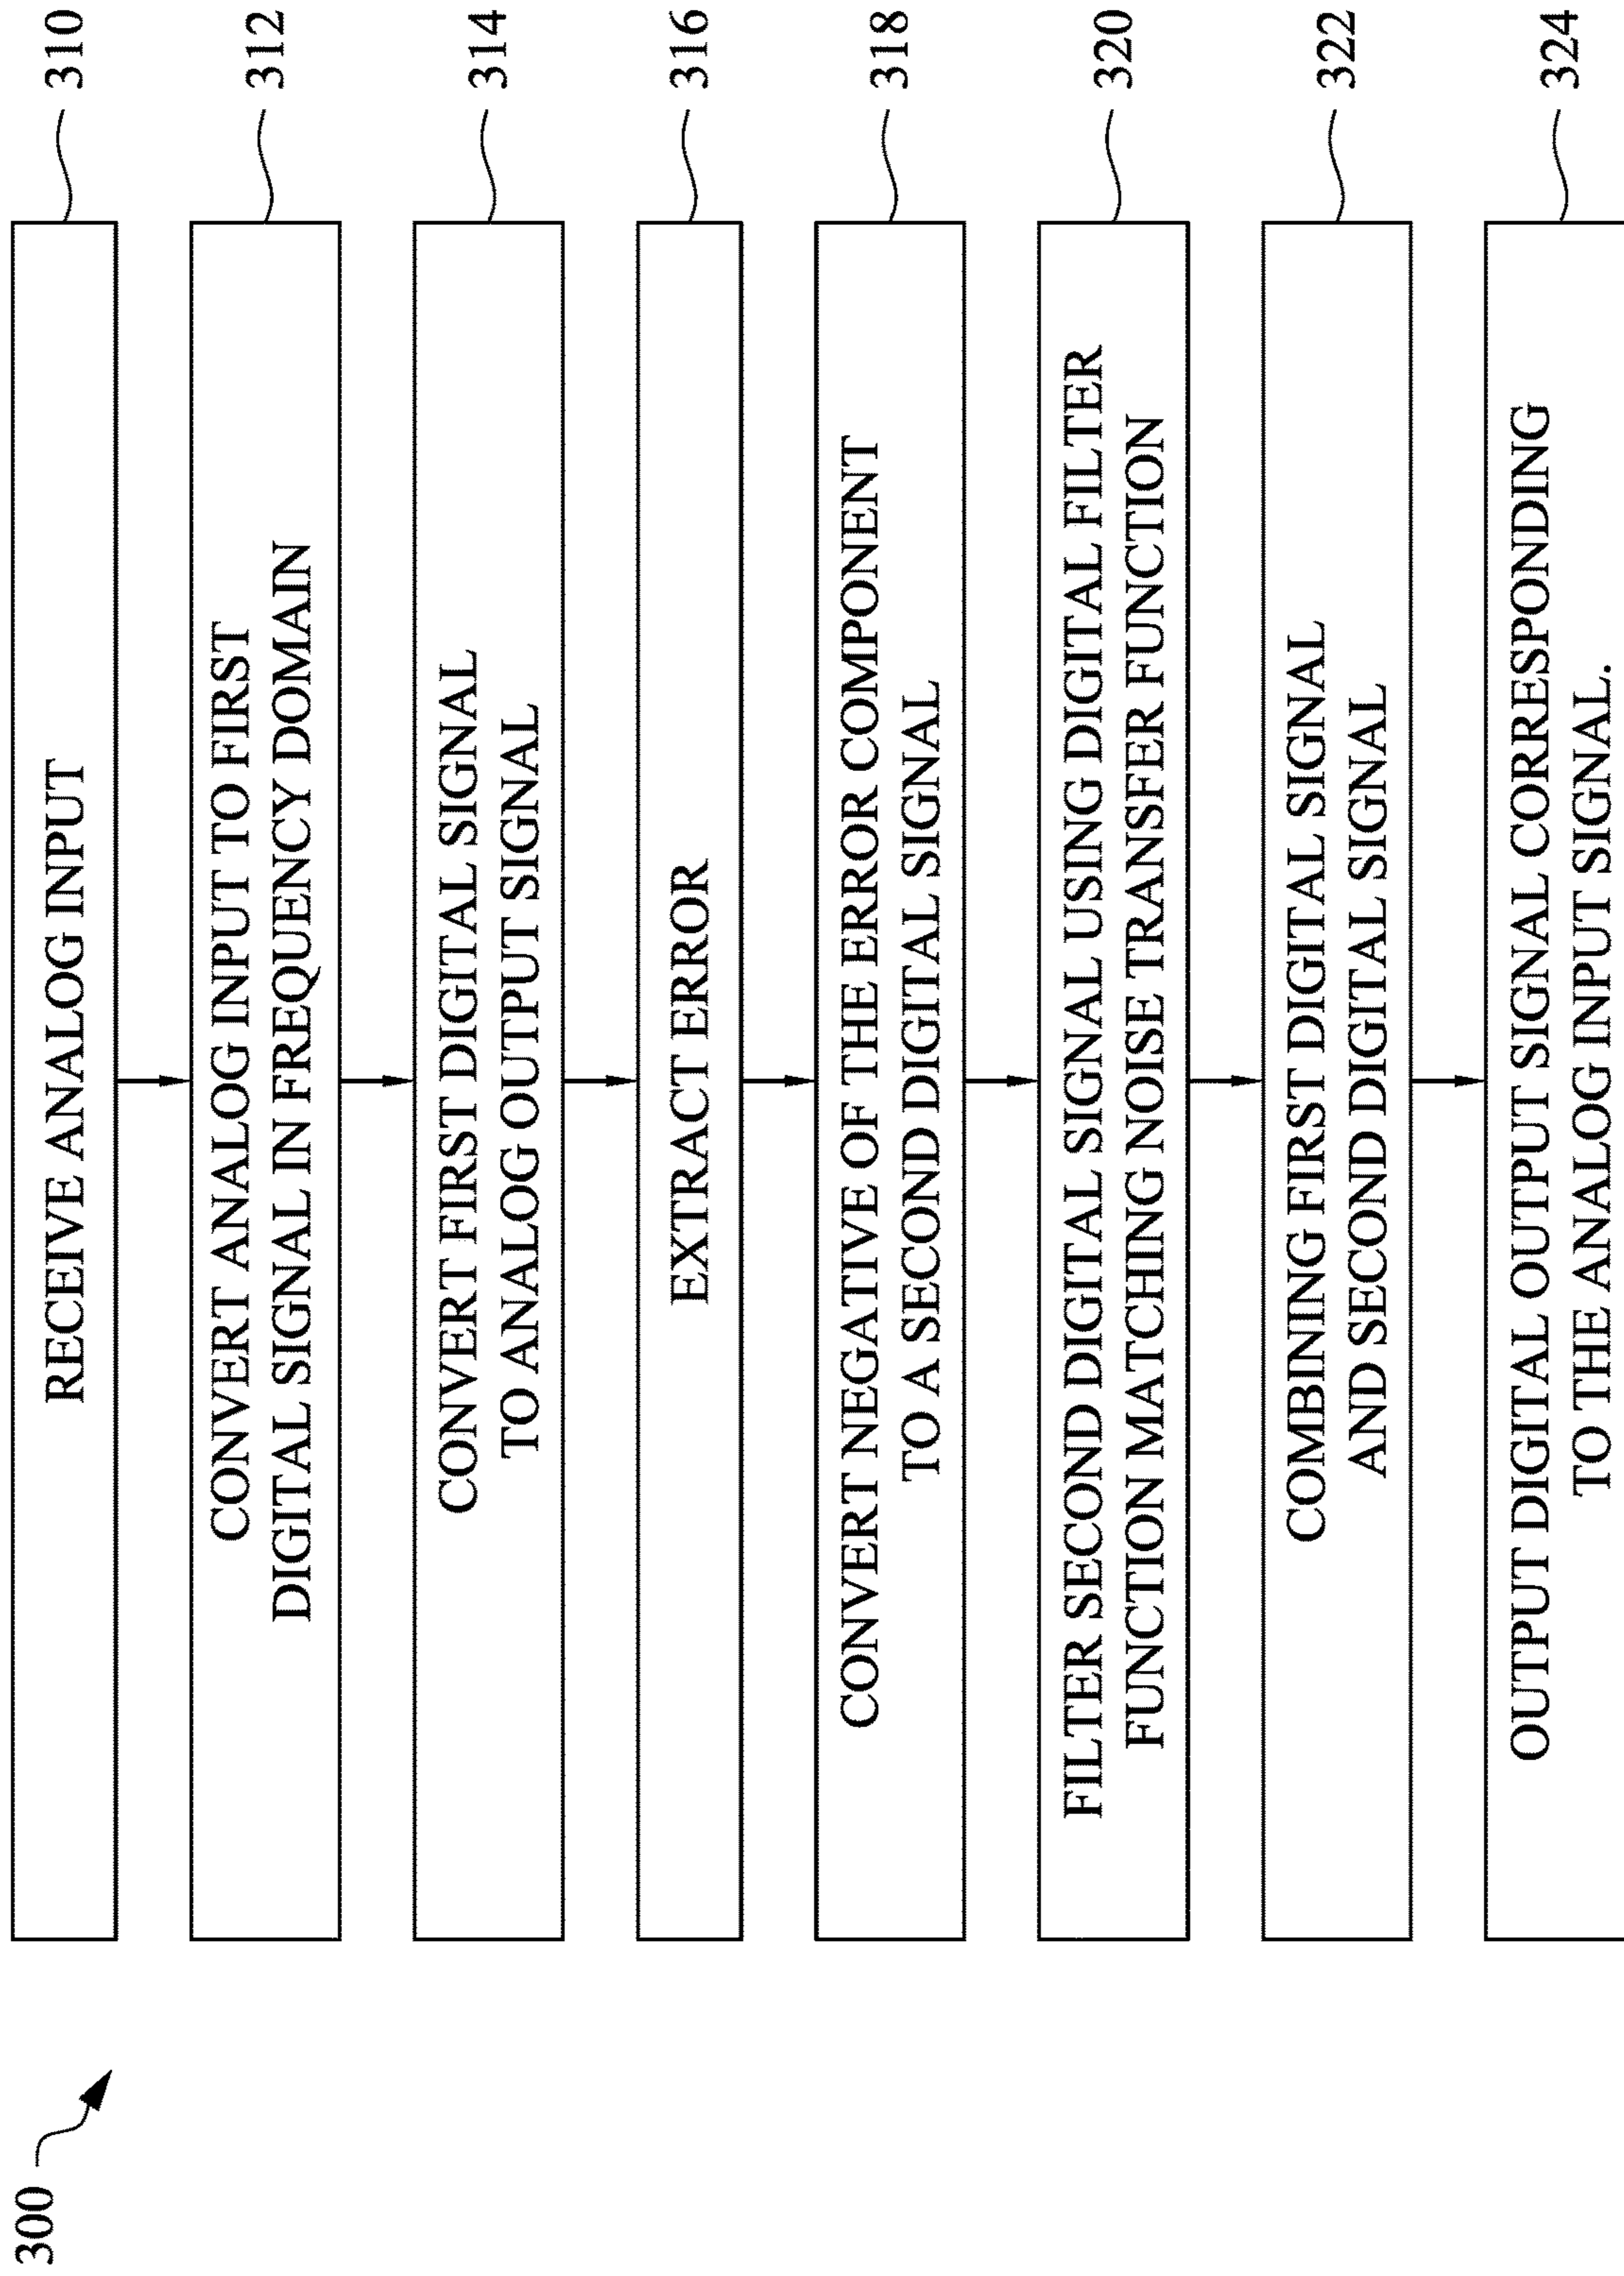 300
RECEIVE ANALOG INPUT
310
CONVERT ANALOG INPUT TO FIRST
DIGITAL SIGNAL IN FREQUENCY DOMAIN
312
CONVERT FIRST DIGITAL SIGNAL
TO ANALOG OUTPUT SIGNAL
314
EXTRACT ERROR
316
CONVERT NEGATIVE OF THE ERROR COMPONENT
TO A SECOND DIGITAL SIGNAL
318
FILTER SECOND DIGITAL SIGNAL USING DIGITAL FILTER
FUNCTION MATCHING NOISE TRANSFER FUNCTION
320
COMBINING FIRST DIGITAL SIGNAL
AND SECOND DIGITAL SIGNAL
322
OUTPUT DIGITAL OUTPUT SIGNAL CORRESPONDING
TO THE ANALOG INPUT SIGNAL.
324